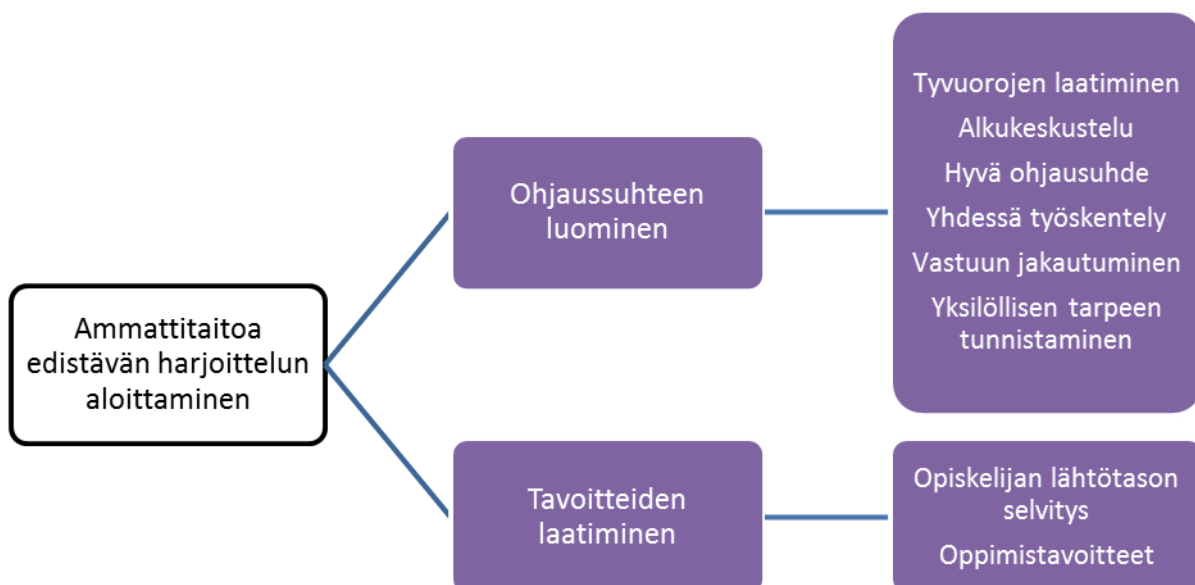 Ammattitaitoa
edistävän harjoittelun
aloittaminen
Ohjaussuhteen
luominen
Tyvuorojen laatiminen
Alkukeskustelu
Hyvä ohjausuhde
Yhdessä työskentely
Vastuun jakautuminen
Yksilöllisen tarpeen
tunnistaminen
Tavoitteiden
laatiminen
Opiskelijan lähtötason
selvitys
Oppimistavoitteet